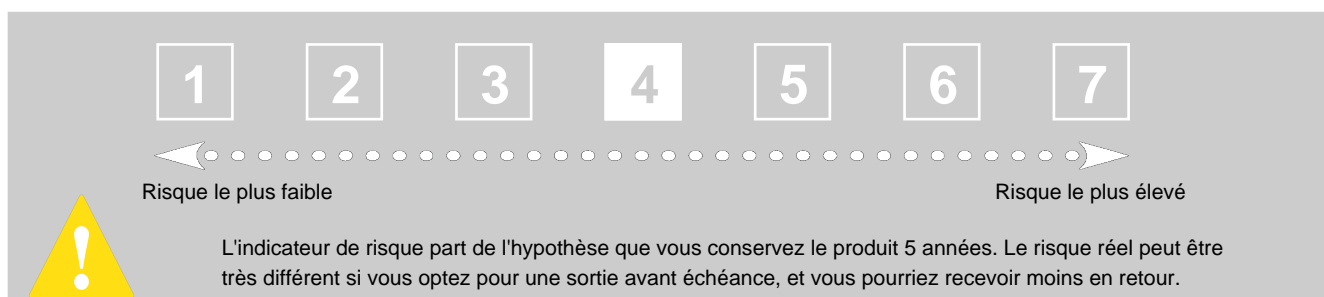 1 2 3 4 5 6 7
Risque le plus faible Risque le plus élevé
!
L'indicateur de risque part de l'hypothèse que vous conservez le produit 5 années. Le risque réel peut être
très différent si vous optez pour une sortie avant échéance, et vous pourriez recevoir moins en retour.